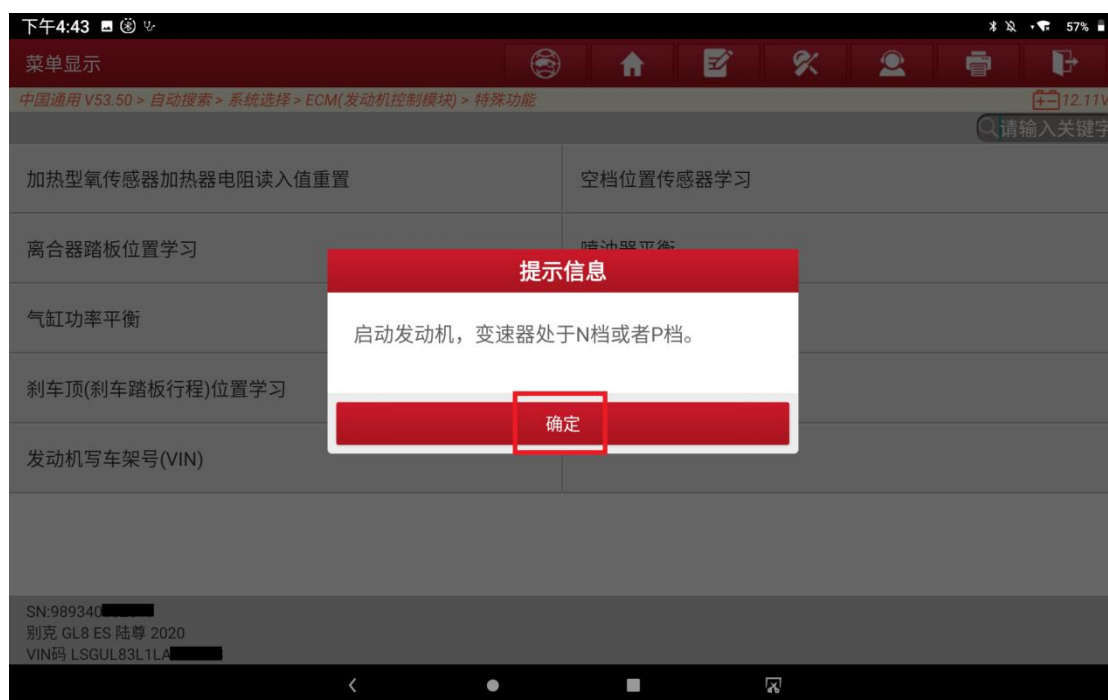 下午4:43
57%
菜单显示
中国通用 V53.50 > 自动搜索 > 系统选择 > ECM(发动机控制模块) > 特殊功能
12.11V
请输入关键字
加热型氧传感器加热器电阻读入值重置
空档位置传感器学习
离合器踏板位置学习
喷油器平衡
提示信息
气缸功率平衡
启动发动机，变速器处于N档或者P档。
刹车顶(刹车踏板行程)位置学习
确定
发动机写车架号(VIN)
SN:989340
别克 GL8 ES 陆尊 2020
VIN码 LSGUL83L1LA